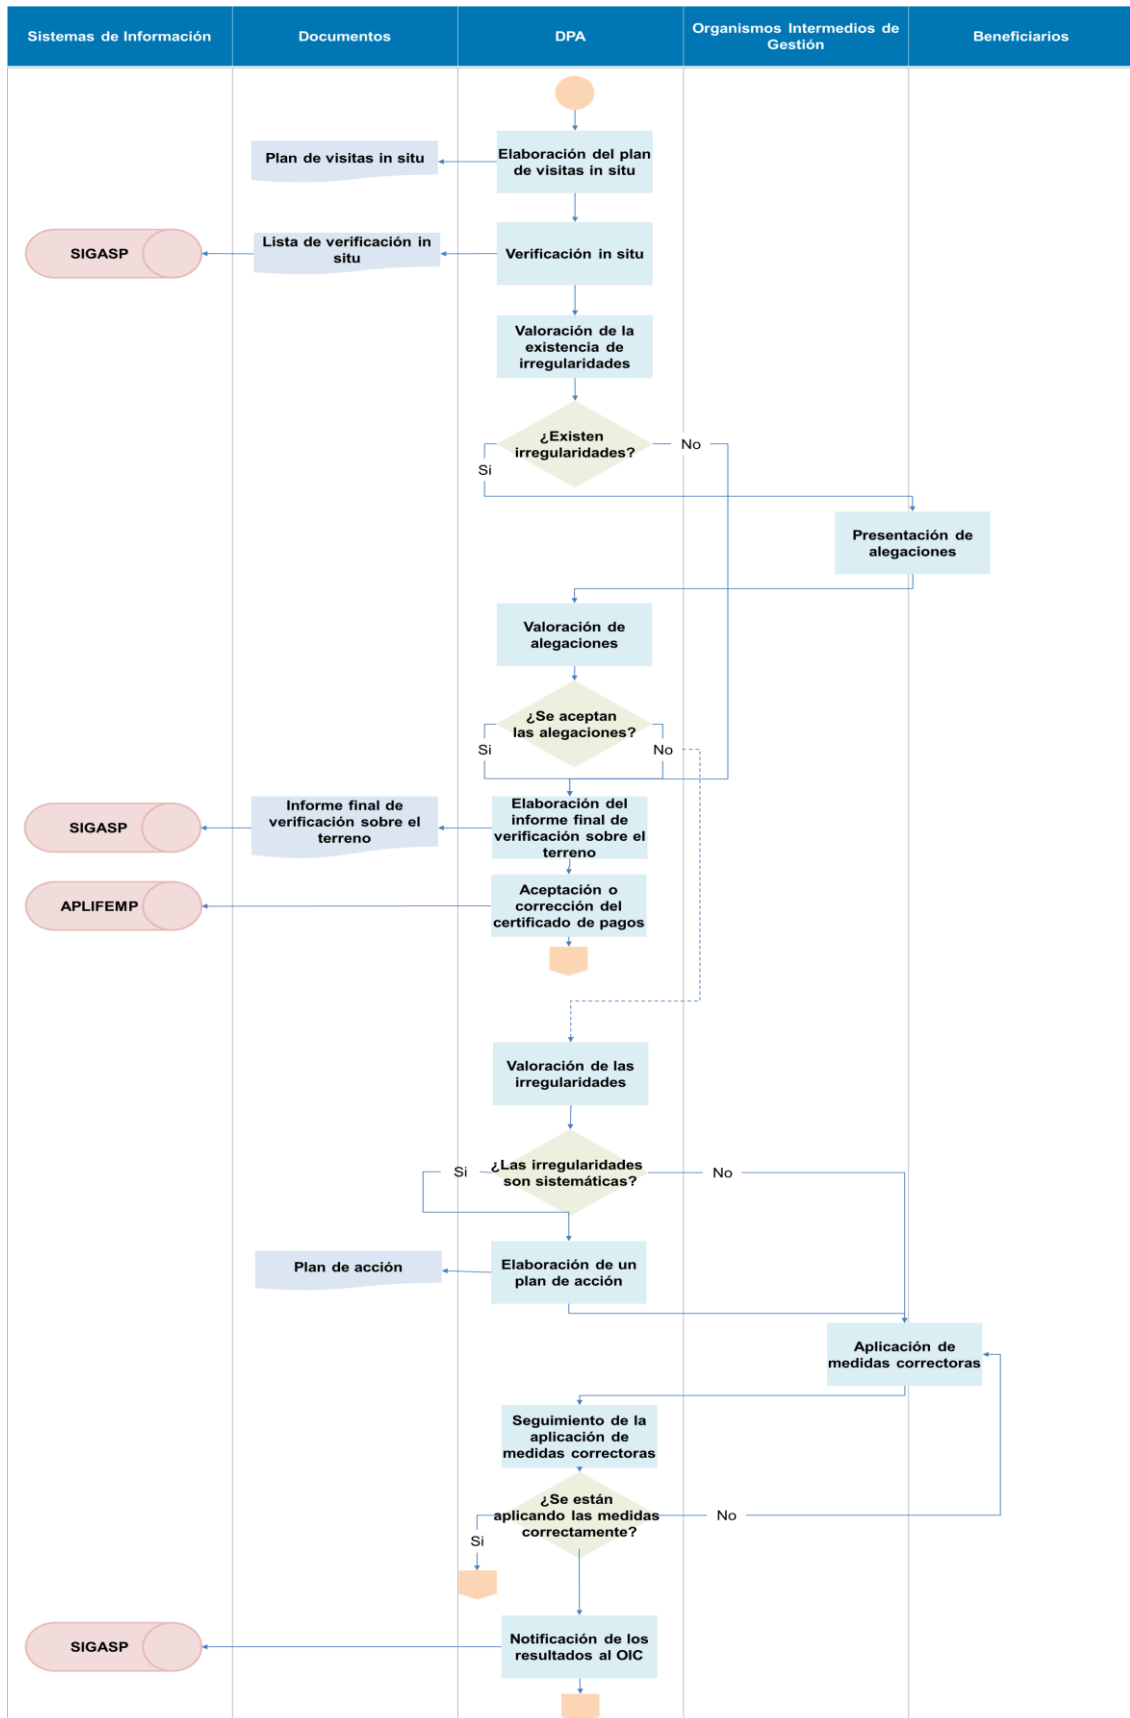 Sistemas de Información
Documentos
DPA
Organismos Intermedios de
Gestión
Beneficiarios
Plan de visitas in situ
Elaboración del plan
de visitas in situ
SIGASP
Lista de verificación in
situ
Verificación in situ
Valoración de la
existencia de
irregularidades
¿Existen
irregularidades?
No
Si
Presentación de
alegaciones
Valoración de
alegaciones
¿Se aceptan
las alegaciones?
Si
No
SIGASP
Informe final de
verificación sobre el
terreno
Elaboración del
informe final de
verificación sobre el
terreno
APLIFEMP
Aceptación o
corrección del
certificado de pagos
Valoración de las
irregularidades
Si
¿Las irregularidades
son sistemáticas?
No
Plan de acción
Elaboración de un
plan de acción
Aplicación de
medidas correctoras
Seguimiento de la
aplicación de
medidas correctoras
¿Se están
aplicando las medidas
correctamente?
No
Si
SIGASP
Notificación de los
resultados al OIC